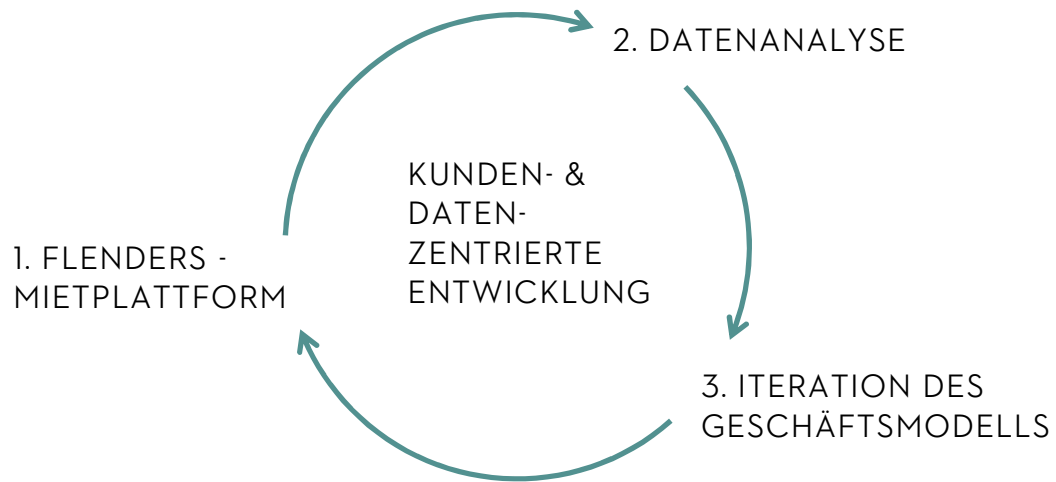 2. DATENANALYSE
KUNDEN- &
DATEN-
ZENTRIERTE
ENTWICKLUNG
1. FLENDERS -
MIETPLATTFORM
3. ITERATION DES
GESCHÄFTSMODELLS